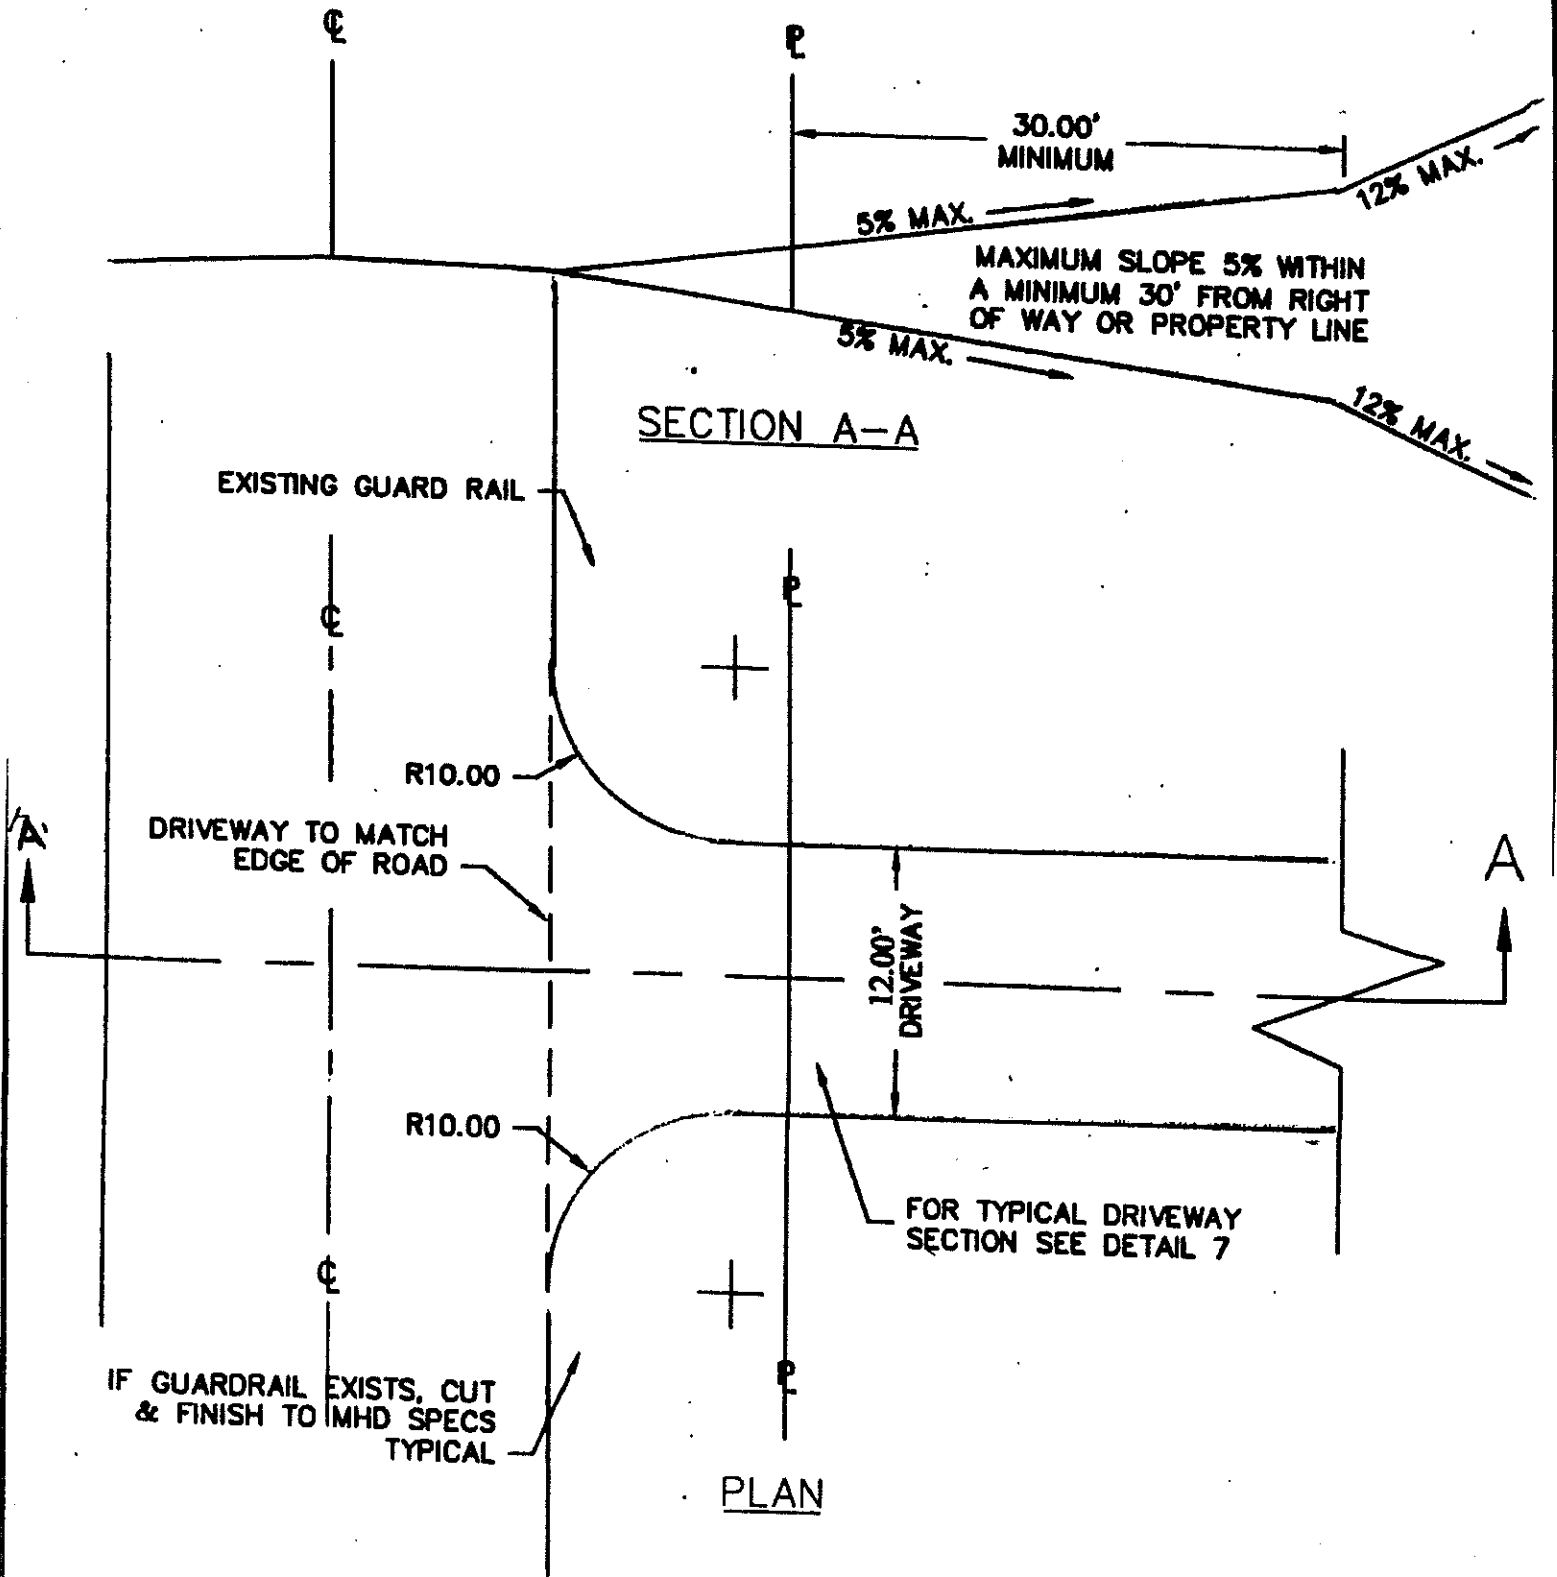 ℄
⅊
30.00'
MINIMUM
12% MAX.
5% MAX.
MAXIMUM SLOPE 5% WITHIN
A MINIMUM 30' FROM RIGHT
OF WAY OR PROPERTY LINE
5% MAX.
12% MAX.
SECTION A-A
EXISTING GUARD RAIL
⅊
℄
R10.00
DRIVEWAY TO MATCH
EDGE OF ROAD
A
A
12.00'
DRIVEWAY
R10.00
FOR TYPICAL DRIVEWAY
SECTION SEE DETAIL 7
℄
⅊
IF GUARDRAIL EXISTS, CUT
& FINISH TO MHD SPECS
TYPICAL
PLAN